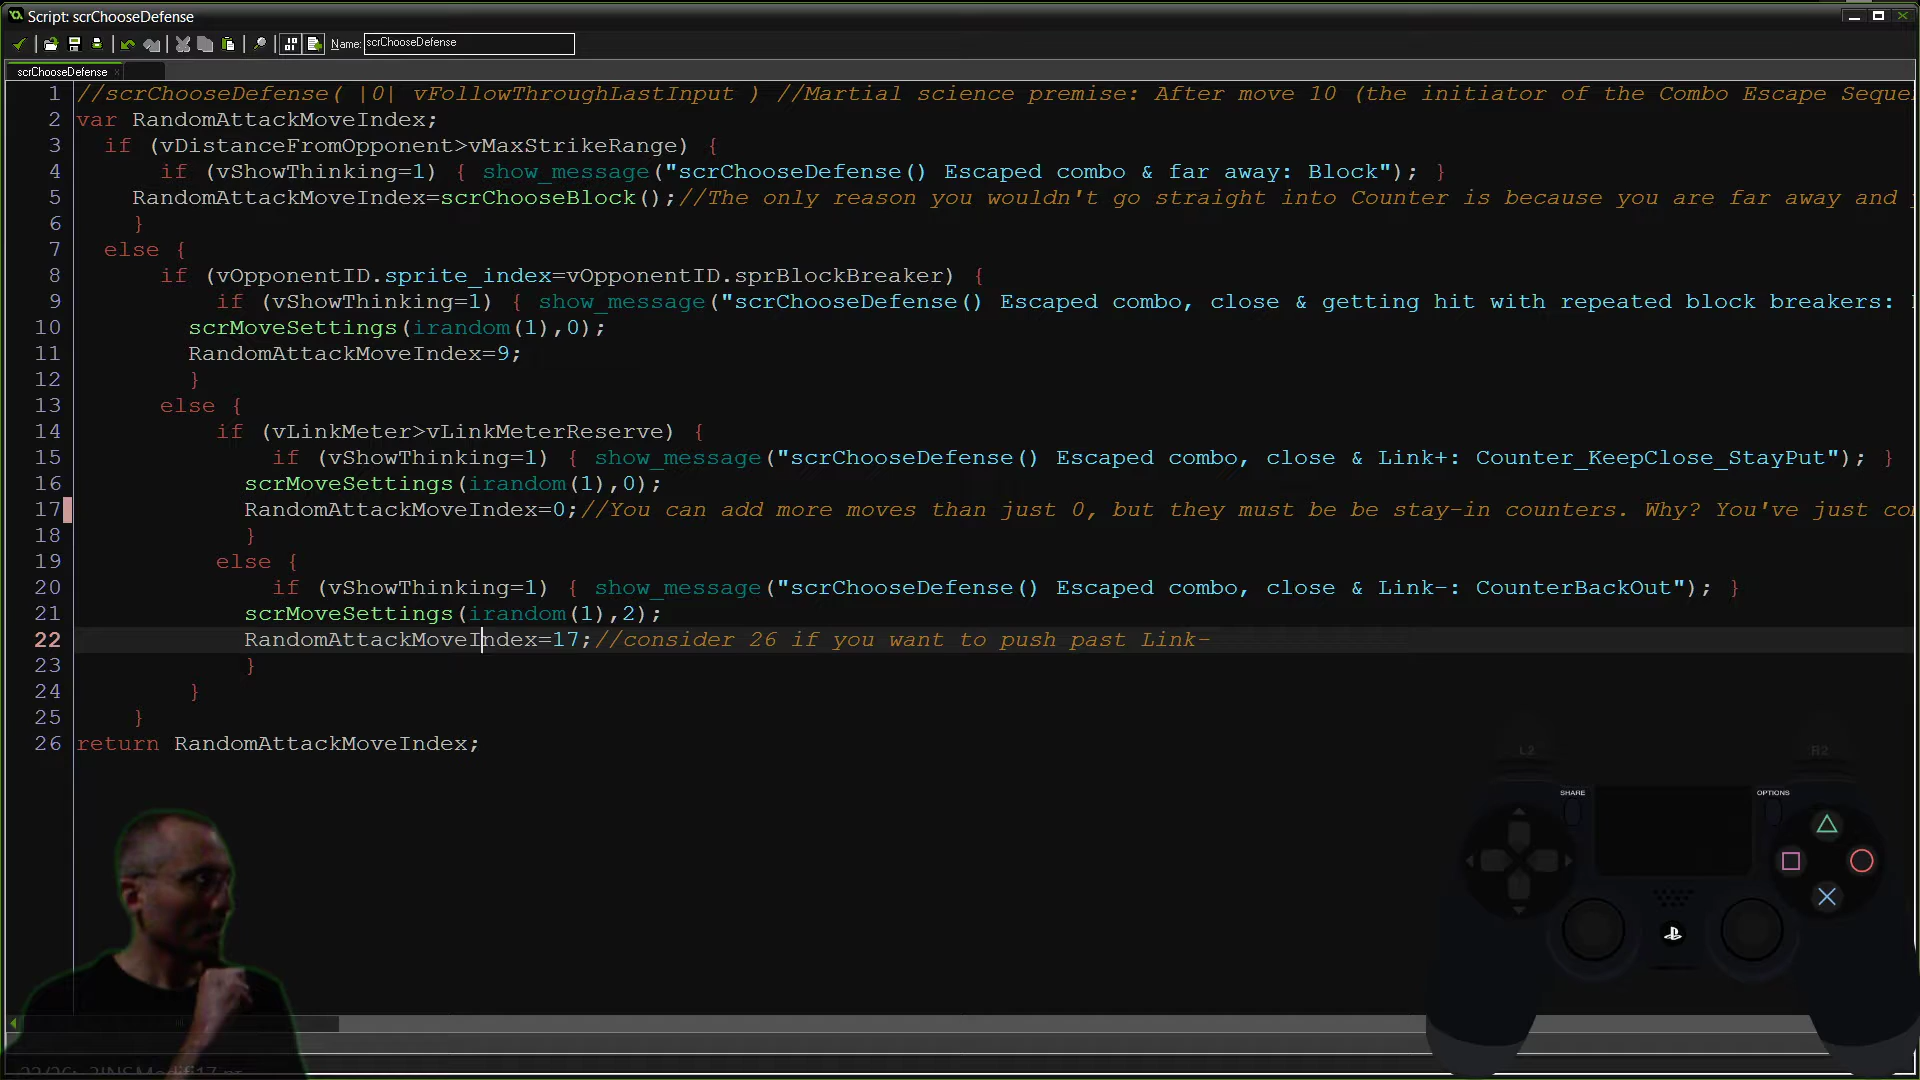 Script: scrChooseDefense
Name: scrChooseDefense
scrChooseDefense
1 //scrChooseDefense( |0| vFollowThroughLastInput ) //Martial science premise: After move 10 (the initiator of the Combo Escape Seque
2 var RandomAttackMoveIndex;
3 if (vDistanceFromOpponent>vMaxStrikeRange) {
4 if (vShowThinking=1) { show_message("scrChooseDefense() Escaped combo & far away: Block"); }
5 RandomAttackMoveIndex=scrChooseBlock();//The only reason you wouldn't go straight into Counter is because you are far away and
6 }
7 else {
8 if (vOpponentID.sprite_index=vOpponentID.sprBlockBreaker) {
9 if (vShowThinking=1) { show_message("scrChooseDefense() Escaped combo, close & getting hit with repeated block breakers:
10 scrMoveSettings(irandom(1),0);
11 RandomAttackMoveIndex=9;
12 }
13 else {
14 if (vLinkMeter>vLinkMeterReserve) {
15 if (vShowThinking=1) { show_message("scrChooseDefense() Escaped combo, close & Link+: Counter_KeepClose_StayPut"); }
16 scrMoveSettings(irandom(1),0);
17 RandomAttackMoveIndex=0;//You can add more moves than just 0, but they must be be stay-in counters. Why? You've just co
18 }
19 else {
20 if (vShowThinking=1) { show_message("scrChooseDefense() Escaped combo, close & Link-: CounterBackOut"); }
21 scrMoveSettings(irandom(1),2);
22 RandomAttackMoveIndex=17;//consider 26 if you want to push past Link-
23 }
24 }
25 }
26 return RandomAttackMoveIndex;
L2 R2
SHARE OPTIONS